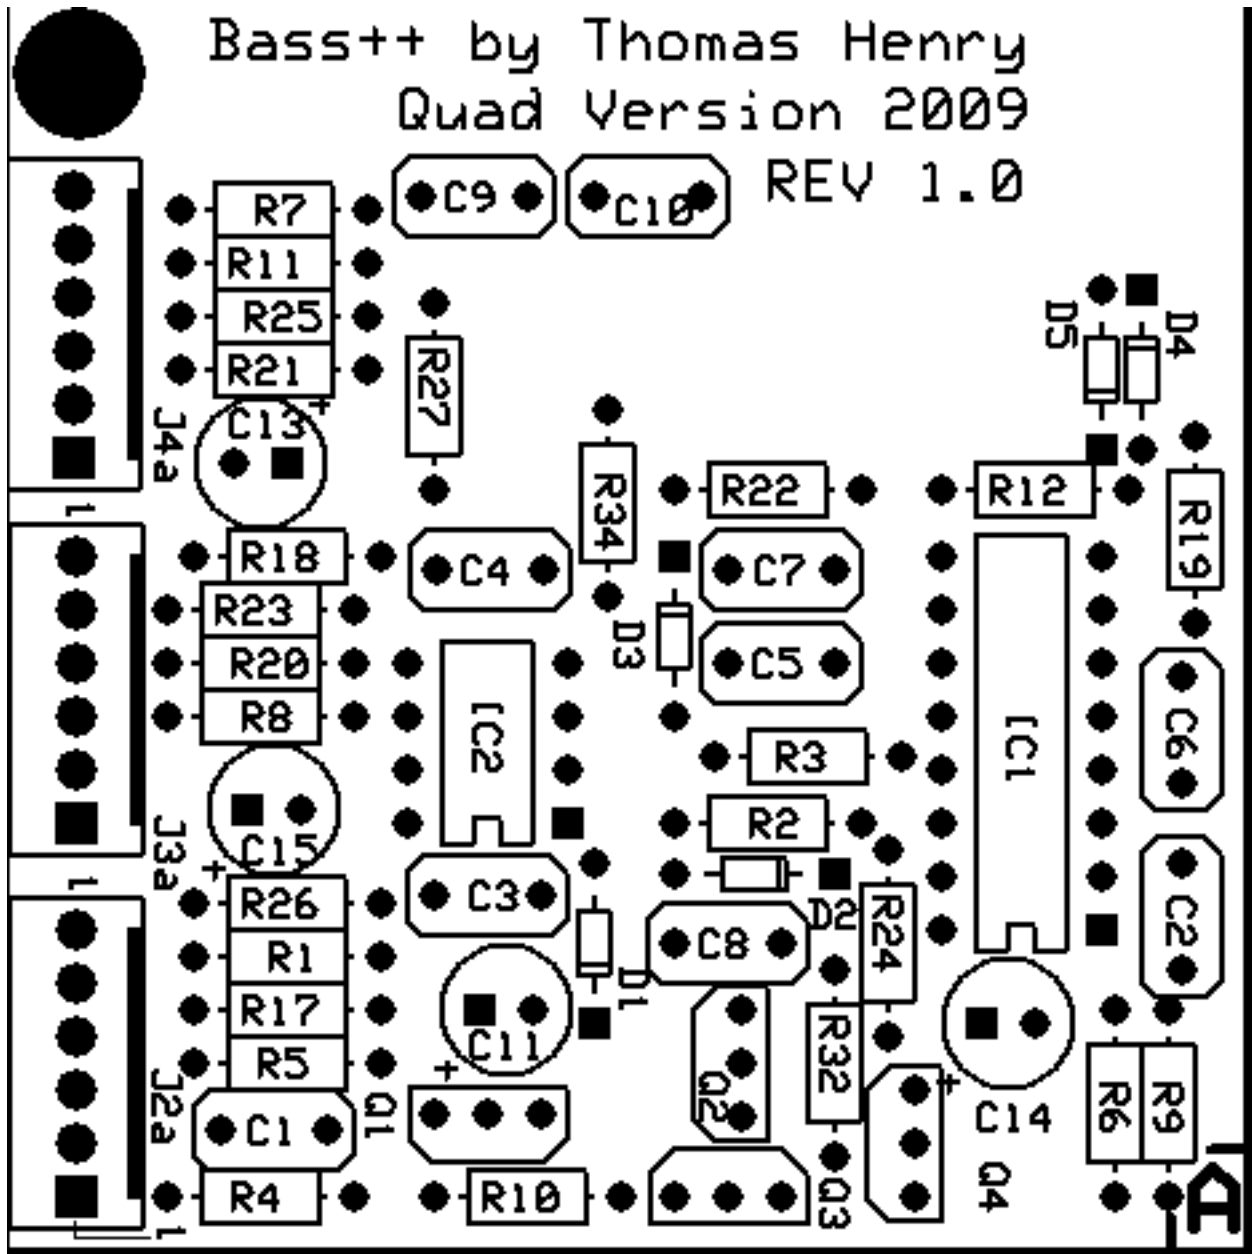 Bass++ by Thomas Henry
Quad Version 2009
REV 1.0
C9
C10
R7
R11
R25
R21
C13
+
J4a
1
R27
R34
D5
D4
R22
R12
R19
R18
C4
C7
R23
R20
R8
D3
C5
IC2
IC1
C6
R3
R2
C15
+
J3a
1
R26
C3
D2
R24
C2
R1
C8
R17
D1
C11
+
R5
R32
Q2
C14
+
R6
R9
J2a
C1
Q1
R4
R10
Q3
Q4
1
A